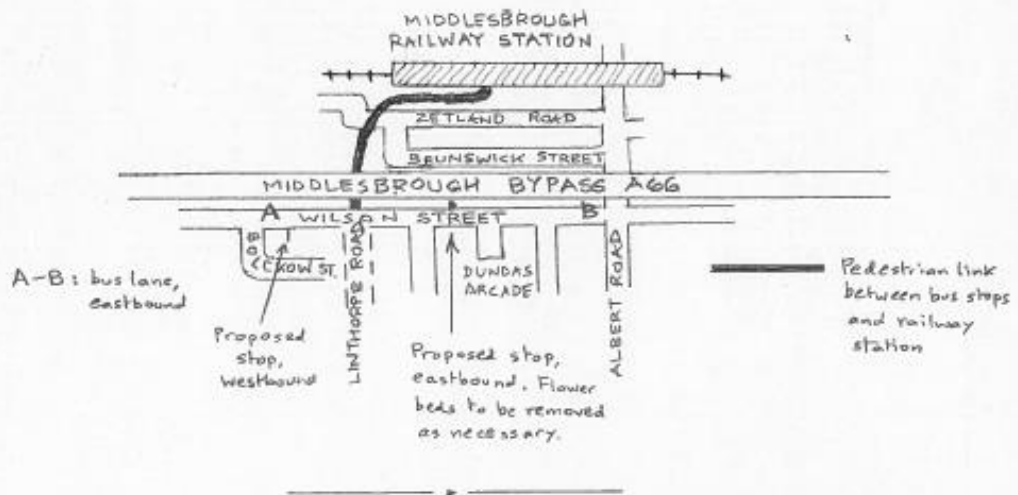 MIDDLESBROUGH
RAILWAY STATION
ZETLAND ROAD
BRUNSWICK STREET
MIDDLESBROUGH BYPASS A66
A WILSON STREET B
BOLCKOW ST.
LINTHORPE ROAD
DUNDAS
ARCADE
ALBERT ROAD
A-B: bus lane,
eastbound
Proposed
stop,
westbound
Proposed stop,
eastbound. Flower
beds to be removed
as necessary.
Pedestrian link
between bus stops
and railway
station